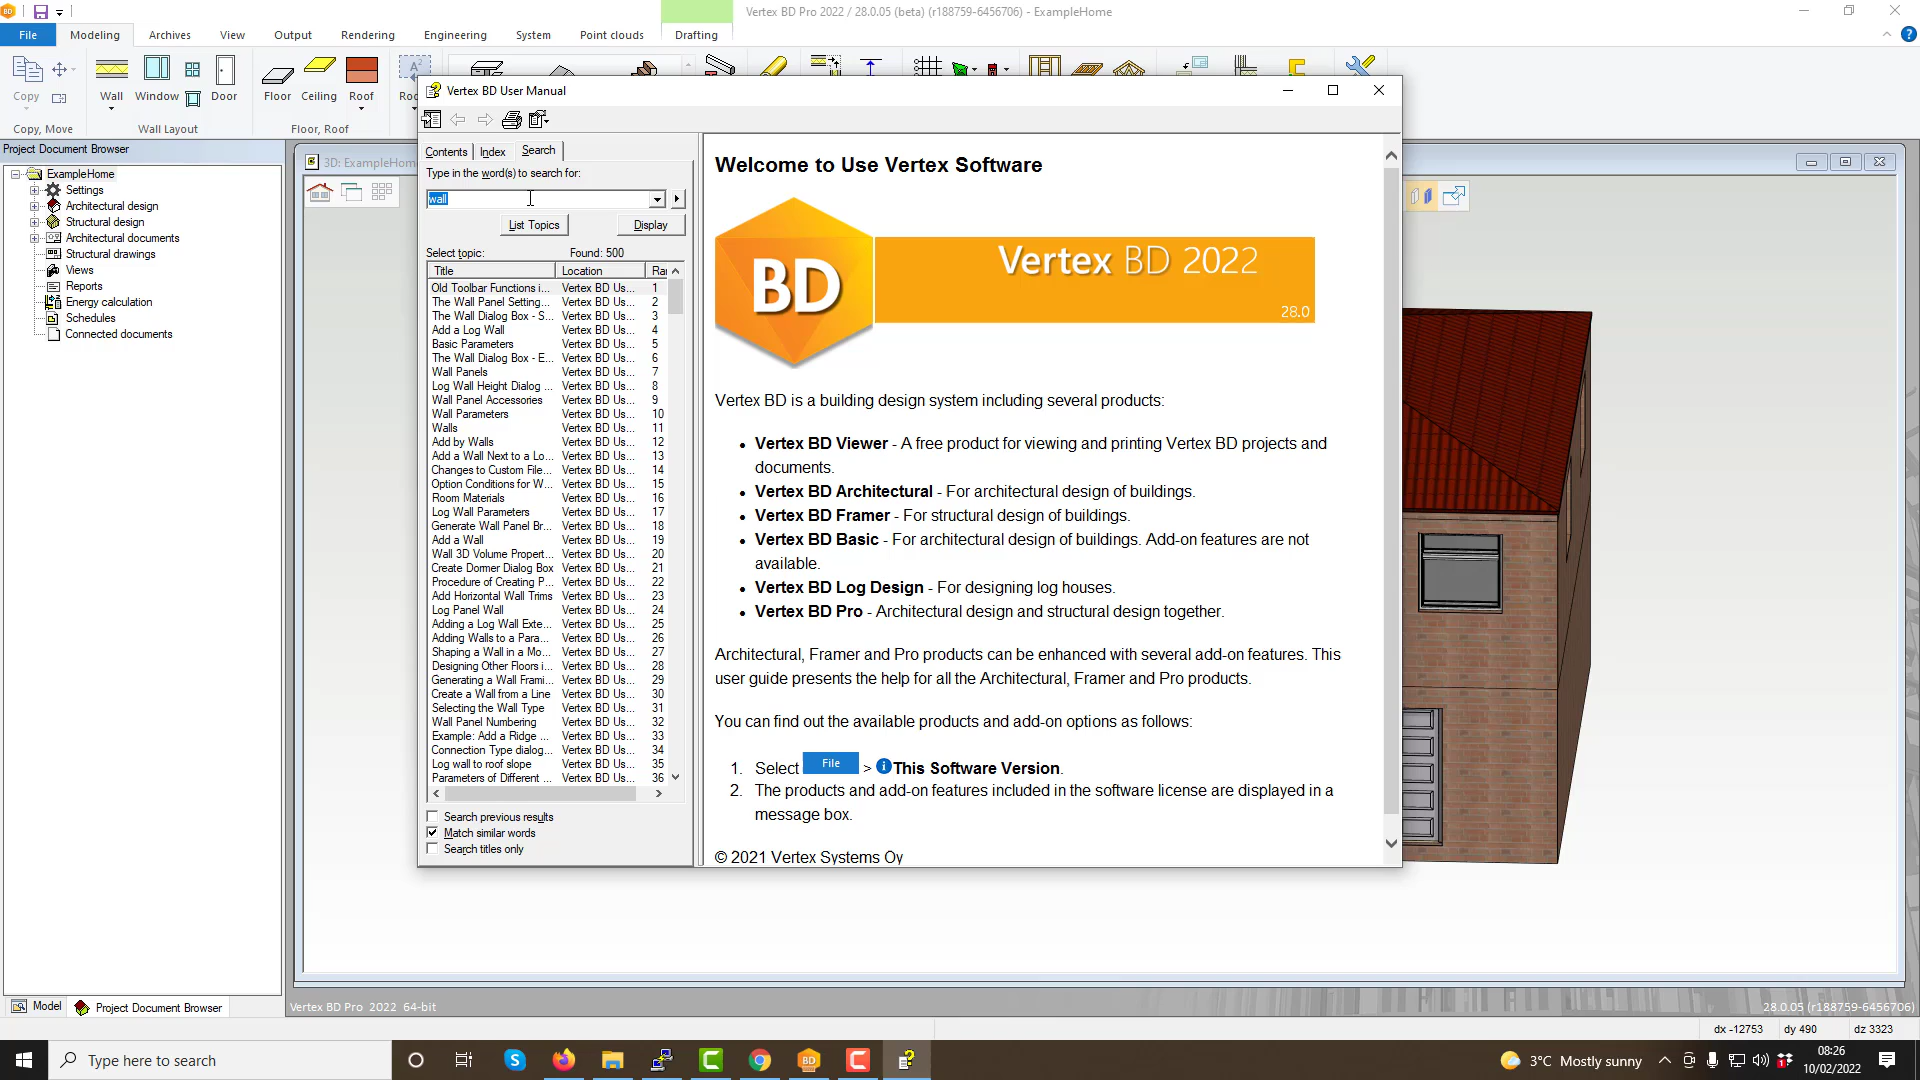 Vertex BD Pro 2022 / 28.0.05 (beta) (r188759-6456706) - ExampleHome
File Modeling Archives View Output Rendering Engineering System Point clouds Drafting
Copy Wall Window Door Floor Ceiling Roof
Copy, Move Wall Layout Floor, Roof
Project Document Browser
ExampleHome
Settings
Architectural design
Structural design
Architectural documents
Structural drawings
Views
Reports
Energy calculation
Schedules
Connected documents
Model Project Document Browser
3D: ExampleHom
Vertex BD User Manual
Contents Index Search
Type in the word(s) to search for:
wall
List Topics Display
Select topic: Found: 500
Title Location Ra
Old Toolbar Functions i... Vertex BD Us... 1
The Wall Panel Setting... Vertex BD Us... 2
The Wall Dialog Box - S... Vertex BD Us... 3
Add a Log Wall Vertex BD Us... 4
Basic Parameters Vertex BD Us... 5
The Wall Dialog Box - E... Vertex BD Us... 6
Wall Panels Vertex BD Us... 7
Log Wall Height Dialog ... Vertex BD Us... 8
Wall Panel Accessories Vertex BD Us... 9
Wall Parameters Vertex BD Us... 10
Walls Vertex BD Us... 11
Add by Walls Vertex BD Us... 12
Add a Wall Next to a Lo... Vertex BD Us... 13
Changes to Custom File... Vertex BD Us... 14
Option Conditions for W... Vertex BD Us... 15
Room Materials Vertex BD Us... 16
Log Wall Parameters Vertex BD Us... 17
Generate Wall Panel Br... Vertex BD Us... 18
Add a Wall Vertex BD Us... 19
Wall 3D Volume Propert... Vertex BD Us... 20
Create Dormer Dialog Box Vertex BD Us... 21
Procedure of Creating P... Vertex BD Us... 22
Add Horizontal Wall Trims Vertex BD Us... 23
Log Panel Wall Vertex BD Us... 24
Adding a Log Wall Exte... Vertex BD Us... 25
Adding Walls to a Para... Vertex BD Us... 26
Shaping a Wall in a Mo... Vertex BD Us... 27
Designing Other Floors i... Vertex BD Us... 28
Generating a Wall Frami... Vertex BD Us... 29
Create a Wall from a Line Vertex BD Us... 30
Selecting the Wall Type Vertex BD Us... 31
Wall Panel Numbering Vertex BD Us... 32
Example: Add a Ridge ... Vertex BD Us... 33
Connection Type dialog... Vertex BD Us... 34
Log wall to roof slope Vertex BD Us... 35
Parameters of Different ... Vertex BD Us... 36
Search previous results
Match similar words
Search titles only
Welcome to Use Vertex Software
BD
Vertex BD 2022
28.0
Vertex BD is a building design system including several products:
• Vertex BD Viewer - A free product for viewing and printing Vertex BD projects and
documents.
• Vertex BD Architectural - For architectural design of buildings.
• Vertex BD Framer - For structural design of buildings.
• Vertex BD Basic - For architectural design of buildings. Add-on features are not
available.
• Vertex BD Log Design - For designing log houses.
• Vertex BD Pro - Architectural design and structural design together.
Architectural, Framer and Pro products can be enhanced with several add-on features. This
user guide presents the help for all the Architectural, Framer and Pro products.
You can find out the available products and add-on options as follows:
1. Select File > This Software Version.
2. The products and add-on features included in the software license are displayed in a
message box.
© 2021 Vertex Systems Oy
Vertex BD Pro 2022 64-bit
28.0.05 (r188759-6456706)
dx -12753 dy 490 dz 3323
Type here to search
3°C Mostly sunny
08:26
10/02/2022